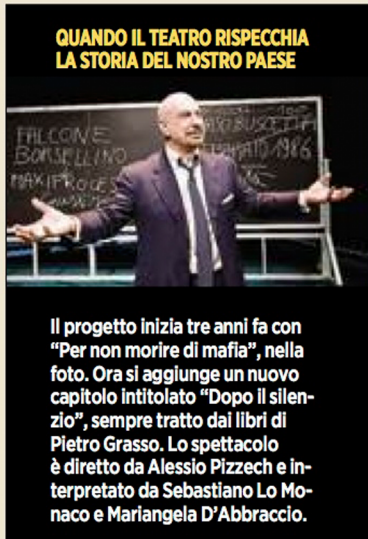 QUANDO IL TEATRO RISPECCHIA
LA STORIA DEL NOSTRO PAESE
FALCONE
BORSELLINO
MAXIPROCES
BUSCETTA
1986
Il progetto inizia tre anni fa con
“Per non morire di mafia”, nella
foto. Ora si aggiunge un nuovo
capitolo intitolato “Dopo il silen-
zio”, sempre tratto dai libri di
Pietro Grasso. Lo spettacolo
è diretto da Alessio Pizzech e in-
terpretato da Sebastiano Lo Mo-
naco e Mariangela D’Abbraccio.